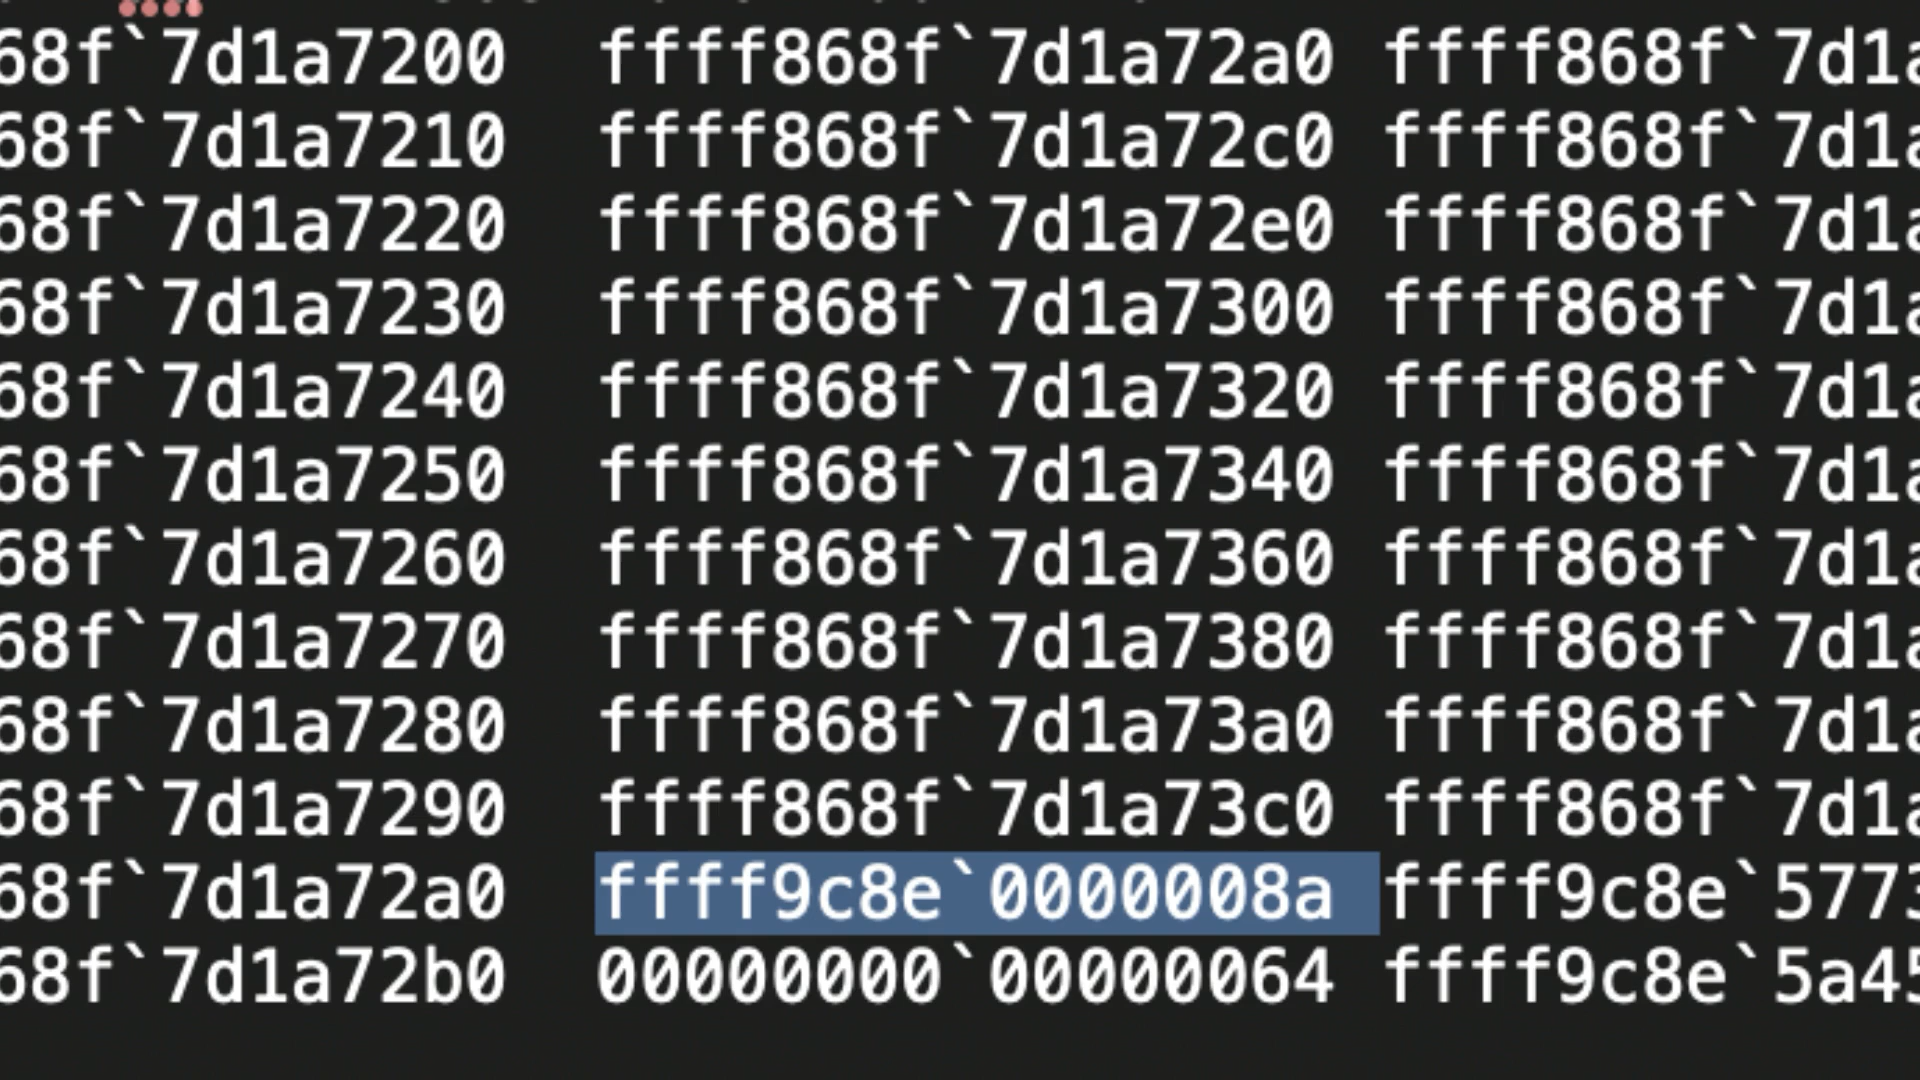 68f`7d1a7200 ffff868f`7d1a72a0 ffff868f`7d1a
68f`7d1a7210 ffff868f`7d1a72c0 ffff868f`7d1a
68f`7d1a7220 ffff868f`7d1a72e0 ffff868f`7d1a
68f`7d1a7230 ffff868f`7d1a7300 ffff868f`7d1a
68f`7d1a7240 ffff868f`7d1a7320 ffff868f`7d1a
68f`7d1a7250 ffff868f`7d1a7340 ffff868f`7d1a
68f`7d1a7260 ffff868f`7d1a7360 ffff868f`7d1a
68f`7d1a7270 ffff868f`7d1a7380 ffff868f`7d1a
68f`7d1a7280 ffff868f`7d1a73a0 ffff868f`7d1a
68f`7d1a7290 ffff868f`7d1a73c0 ffff868f`7d1a
68f`7d1a72a0 ffff9c8e`0000008a ffff9c8e`5773
68f`7d1a72b0 00000000`00000064 ffff9c8e`5a45